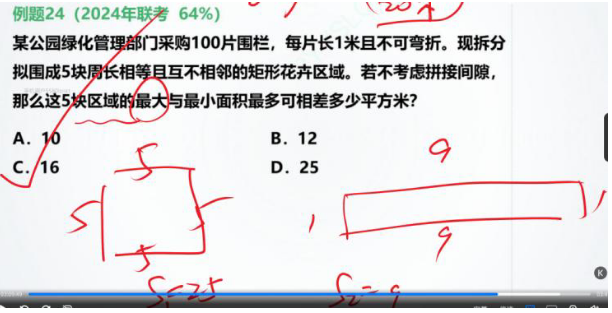 例题24（2024年联考 64%）
某公园绿化管理部门采购100片围栏，每片长1米且不可弯折。现拆分
拟围成5块周长相等且互不相邻的矩形花卉区域。若不考虑拼接间隙，
那么这5块区域的最大与最小面积最多可相差多少平方米？
A. 10
B. 12
C. 16
D. 25
5
9
5
5
1
1
5
9
S₁=25
S₂=9
K